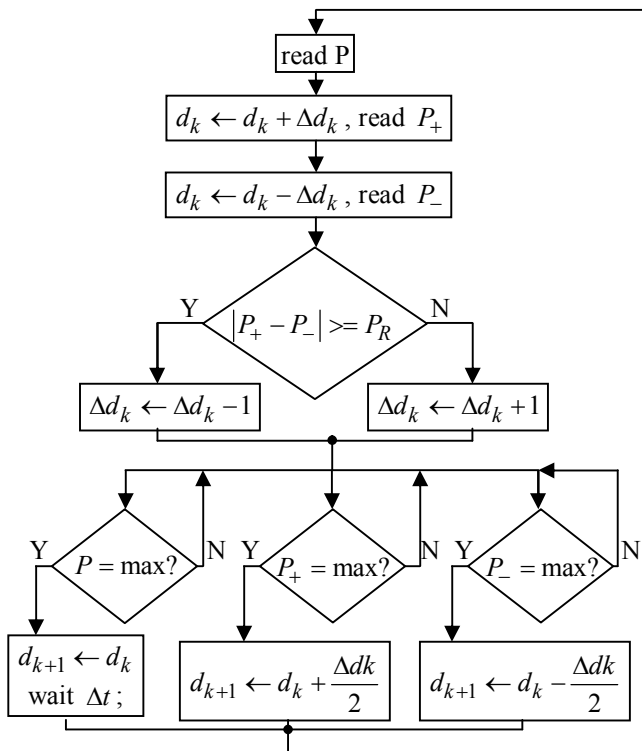 read P
d_k ← d_k + Δd_k , read P_+
d_k ← d_k − Δd_k , read P_−
Y
N
|P_+ − P_−| >= P_R
Δd_k ← Δd_k − 1
Δd_k ← Δd_k + 1
Y
P = max?
N
Y
P_+ = max?
N
Y
P_− = max?
N
d_{k+1} ← d_k
wait Δt ;
d_{k+1} ← d_k + Δdk/2
d_{k+1} ← d_k − Δdk/2